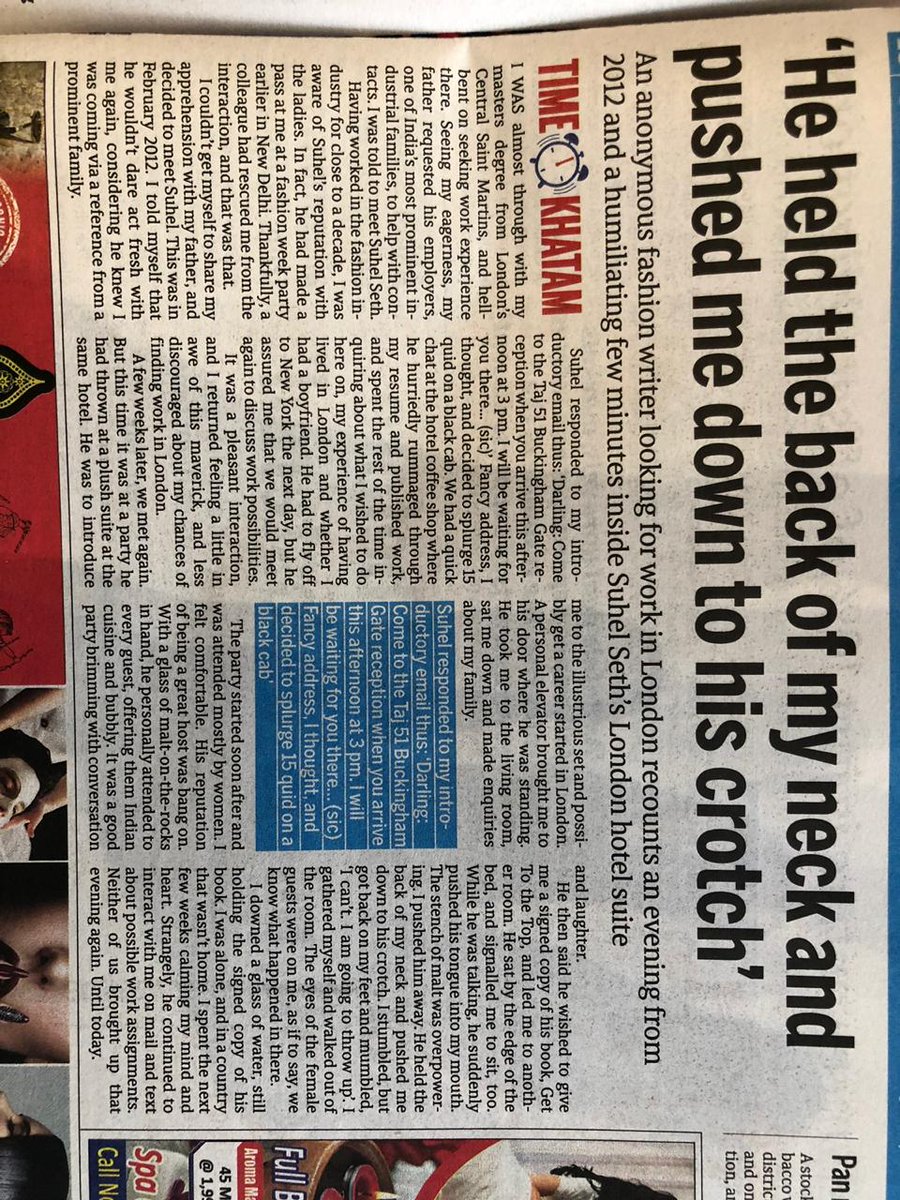 'He held the back of my neck and
pushed me down to his crotch'
An anonymous fashion writer looking for work in London recounts an evening from
2012 and a humiliating few minutes inside Suhel Seth's London hotel suite
TIME KHATAM
I WAS almost through with my
masters degree from London's
Central Saint Martins, and hell-
bent on seeking work experience
there. Seeing my eagerness, my
father requested his employers,
one of India's most prominent in-
dustrial families, to help with con-
tacts. I was told to meet Suhel Seth.
Having worked in the fashion in-
dustry for close to a decade, I was
aware of Suhel's reputation with
the ladies. In fact, he had made a
pass at me at a fashion week party
earlier in New Delhi. Thankfully, a
colleague had rescued me from the
interaction, and that was that.
I couldn't get myself to share my
apprehension with my father, and
decided to meet Suhel. This was in
February 2012. I told myself that
he wouldn't dare act fresh with
me again, considering he knew I
was coming via a reference from a
prominent family.
Suhel responded to my intro-
ductory email thus: 'Darling: Come
to the Taj 51 Buckingham Gate re-
ception when you arrive this after-
noon at 3 pm. I will be waiting for
you there... (sic) Fancy address, I
thought, and decided to splurge 15
quid on a black cab. We had a quick
chat at the hotel coffee shop where
he hurriedly rummaged through
my resume and published work,
and spent the rest of the time in-
quiring about what I wished to do
here on, my experience of having
lived in London and whether I
had a boyfriend. He had to fly off
to New York the next day, but he
assured me that we would meet
again to discuss work possibilities.
It was a pleasant interaction,
and I returned feeling a little in
awe of this maverick, and less
discouraged about my chances of
finding work in London.
A few weeks later, we met again.
But this time it was at a party he
had thrown at a plush suite at the
same hotel. He was to introduce
me to the illustrious set and possi-
bly get a career started in London.
A personal elevator brought me to
his door where he was standing.
He took me to the living room,
sat me down and made enquiries
about my family.
Suhel responded to my intro-
ductory email thus: 'Darling:
Come to the Taj 51 Buckingham
Gate reception when you arrive
this afternoon at 3 pm. I will
be waiting for you there... (sic)
Fancy address, I thought, and
decided to splurge 15 quid on a
black cab'
The party started soon after and
was attended mostly by women. I
felt comfortable. His reputation
of being a great host was bang on.
With a glass of malt-on-the-rocks
in hand, he personally attended to
every guest, offering them Indian
cuisine and bubbly. It was a good
party brimming with conversation
and laughter.
He then said he wished to give
me a signed copy of his book, Get
To the Top, and led me to anoth-
er room. He sat by the edge of the
bed, and signalled me to sit, too.
While he was talking, he suddenly
pushed his tongue into my mouth.
The stench of malt was overpower-
ing. I pushed him away. He held the
back of my neck and pushed me
down to his crotch. I stumbled, but
got back on my feet and mumbled,
'I can't. I am going to throw up'. I
gathered myself and walked out of
the room. The eyes of the female
guests were on me, as if to say, we
know what happened in there.
I downed a glass of water, still
holding the signed copy of his
book. I was alone, and in a country
that wasn't home. I spent the next
few weeks calming my mind and
heart. Strangely, he continued to
interact with me on mail and text
about possible work assignments.
Neither of us brought up that
evening again. Until today.
Pan
A stock
bacco
distric
and on
tion, a
Full B
Aroma Ma
45 M
@ 1,9
Spa
Call N